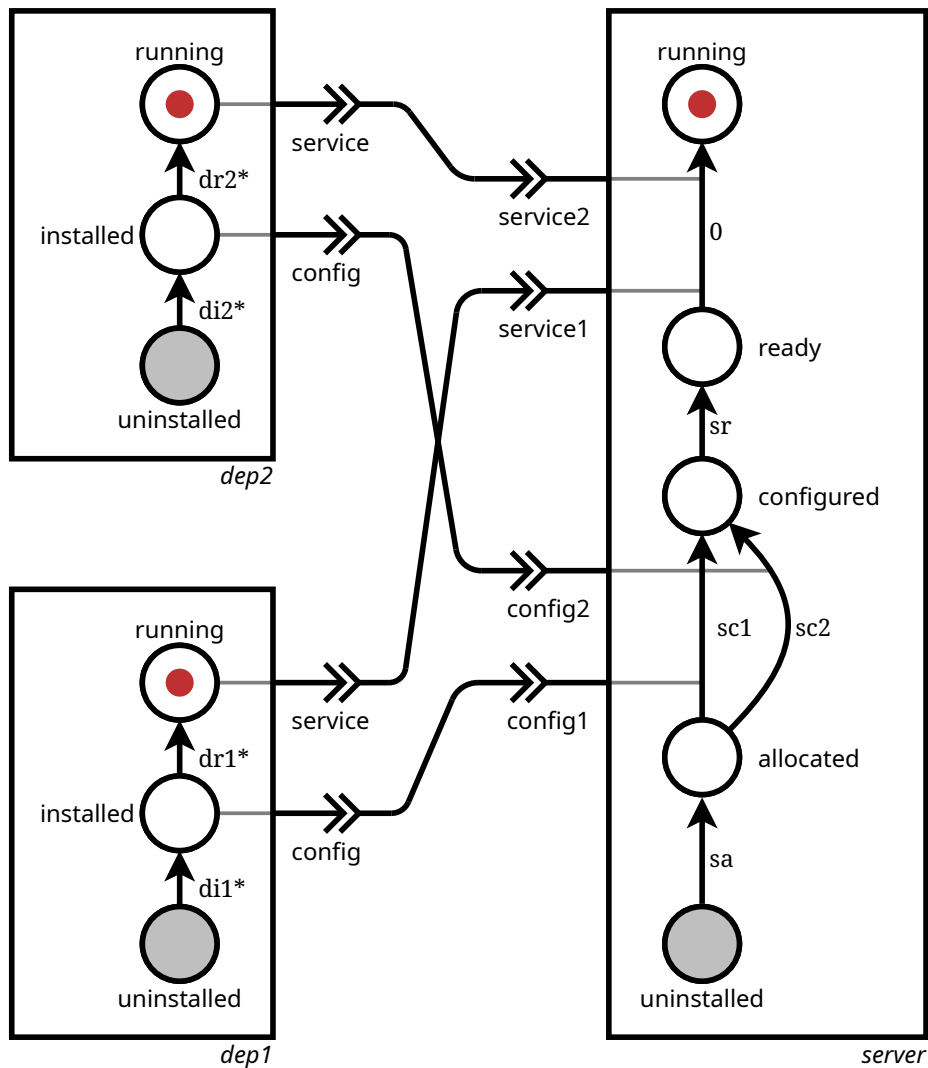 running
dr2*
installed
di2*
uninstalled
dep2
service
config
running
dr1*
installed
di1*
uninstalled
dep1
service
config
service2
service1
config2
config1
running
0
ready
sr
configured
sc1
sc2
allocated
sa
uninstalled
server